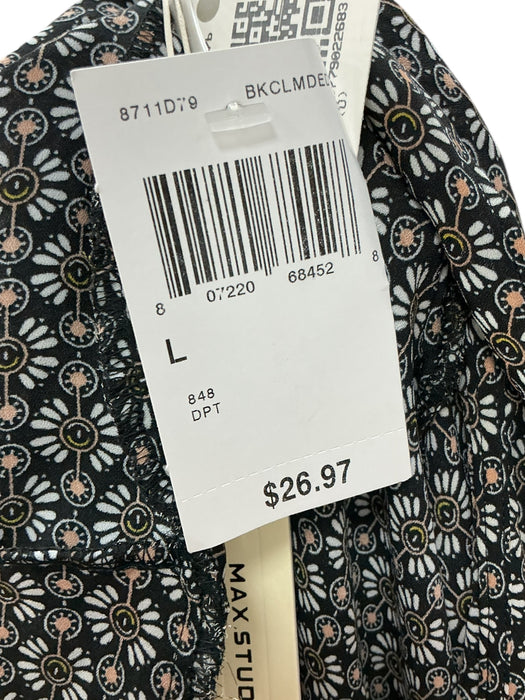 8711D79
BKCLMDE
8
07220
68452
8
L
848
DPT
$26.97
MAX STUD